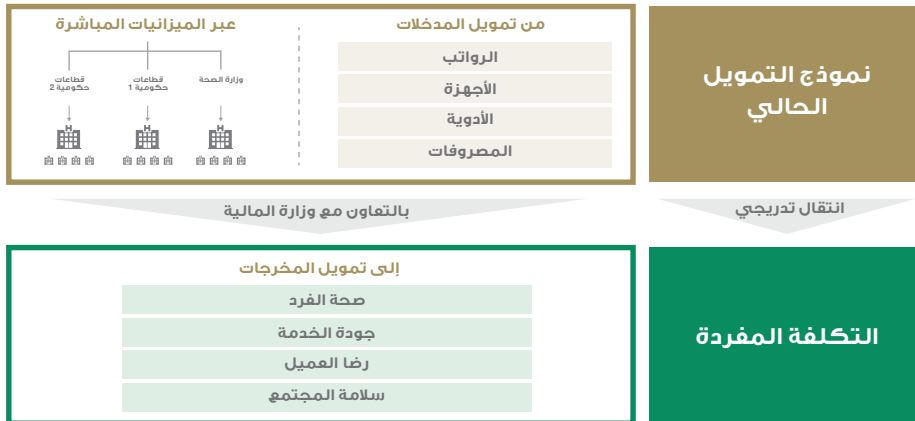 نموذج التمويل
الحالي
من تمويل المدخلات
الرواتب
الأجهزة
الأدوية
المصروفات
عبر الميزانيات المباشرة
وزارة الصحة
قطاعات
حكومية 1
قطاعات
حكومية 2
انتقال تدريجي
بالتعاون مع وزارة المالية
التكلفة المفردة
إلى تمويل المخرجات
صحة الفرد
جودة الخدمة
رضا العميل
سلامة المجتمع